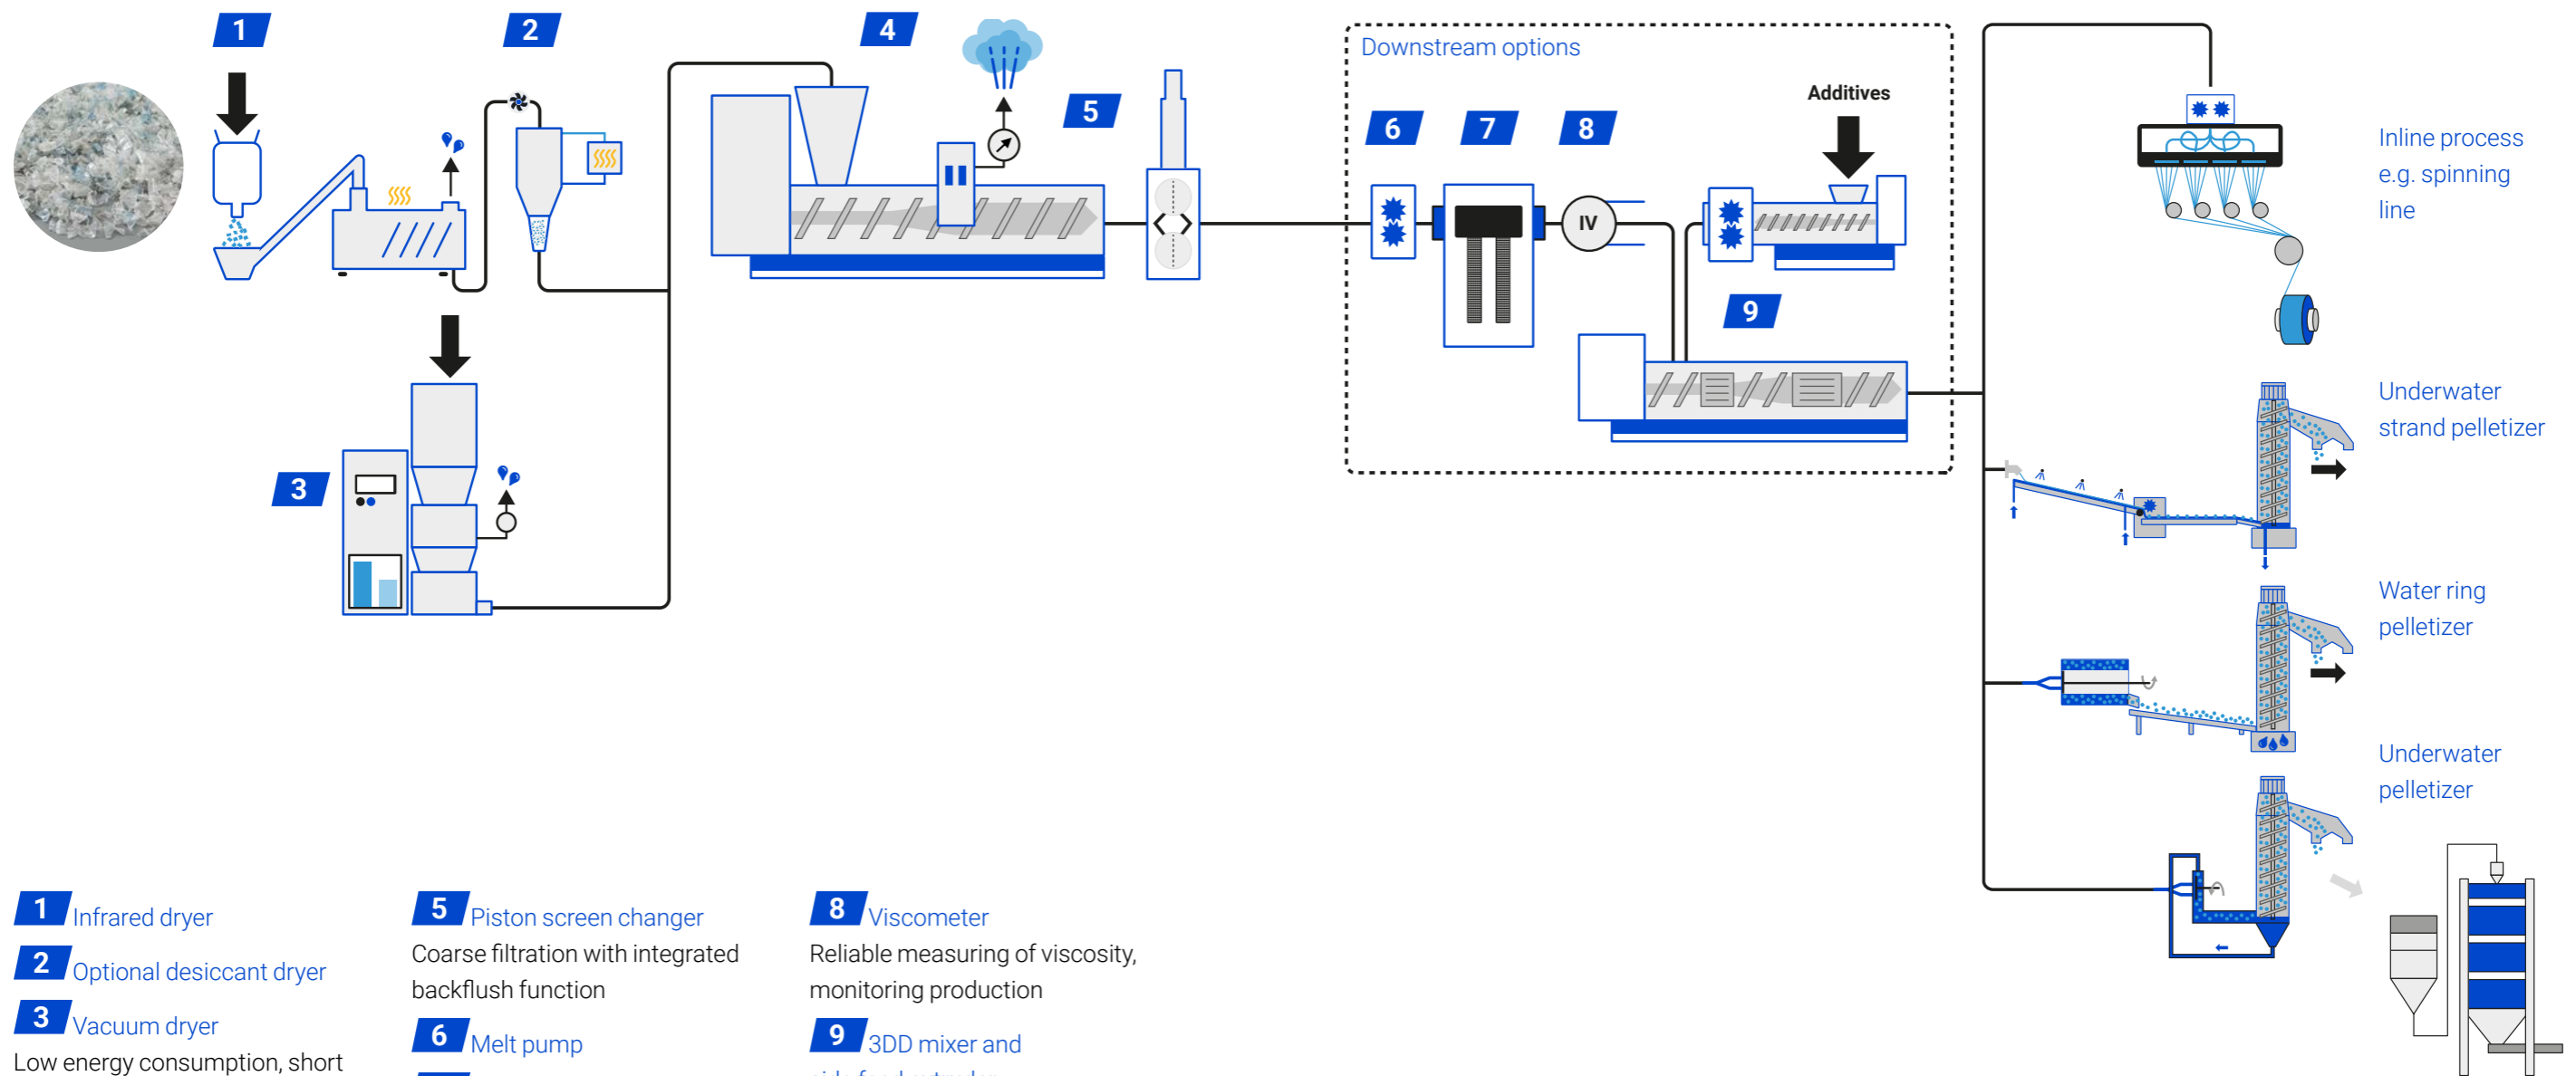 1
2
4
5
Downstream options
6
7
8
Additives
IV
9
3
Inline process
e.g. spinning
line
Underwater
strand pelletizer
Water ring
pelletizer
Underwater
pelletizer
1 Infrared dryer
2 Optional desiccant dryer
3 Vacuum dryer
Low energy consumption, short
5 Piston screen changer
Coarse filtration with integrated
backflush function
6 Melt pump
8 Viscometer
Reliable measuring of viscosity,
monitoring production
9 3DD mixer and